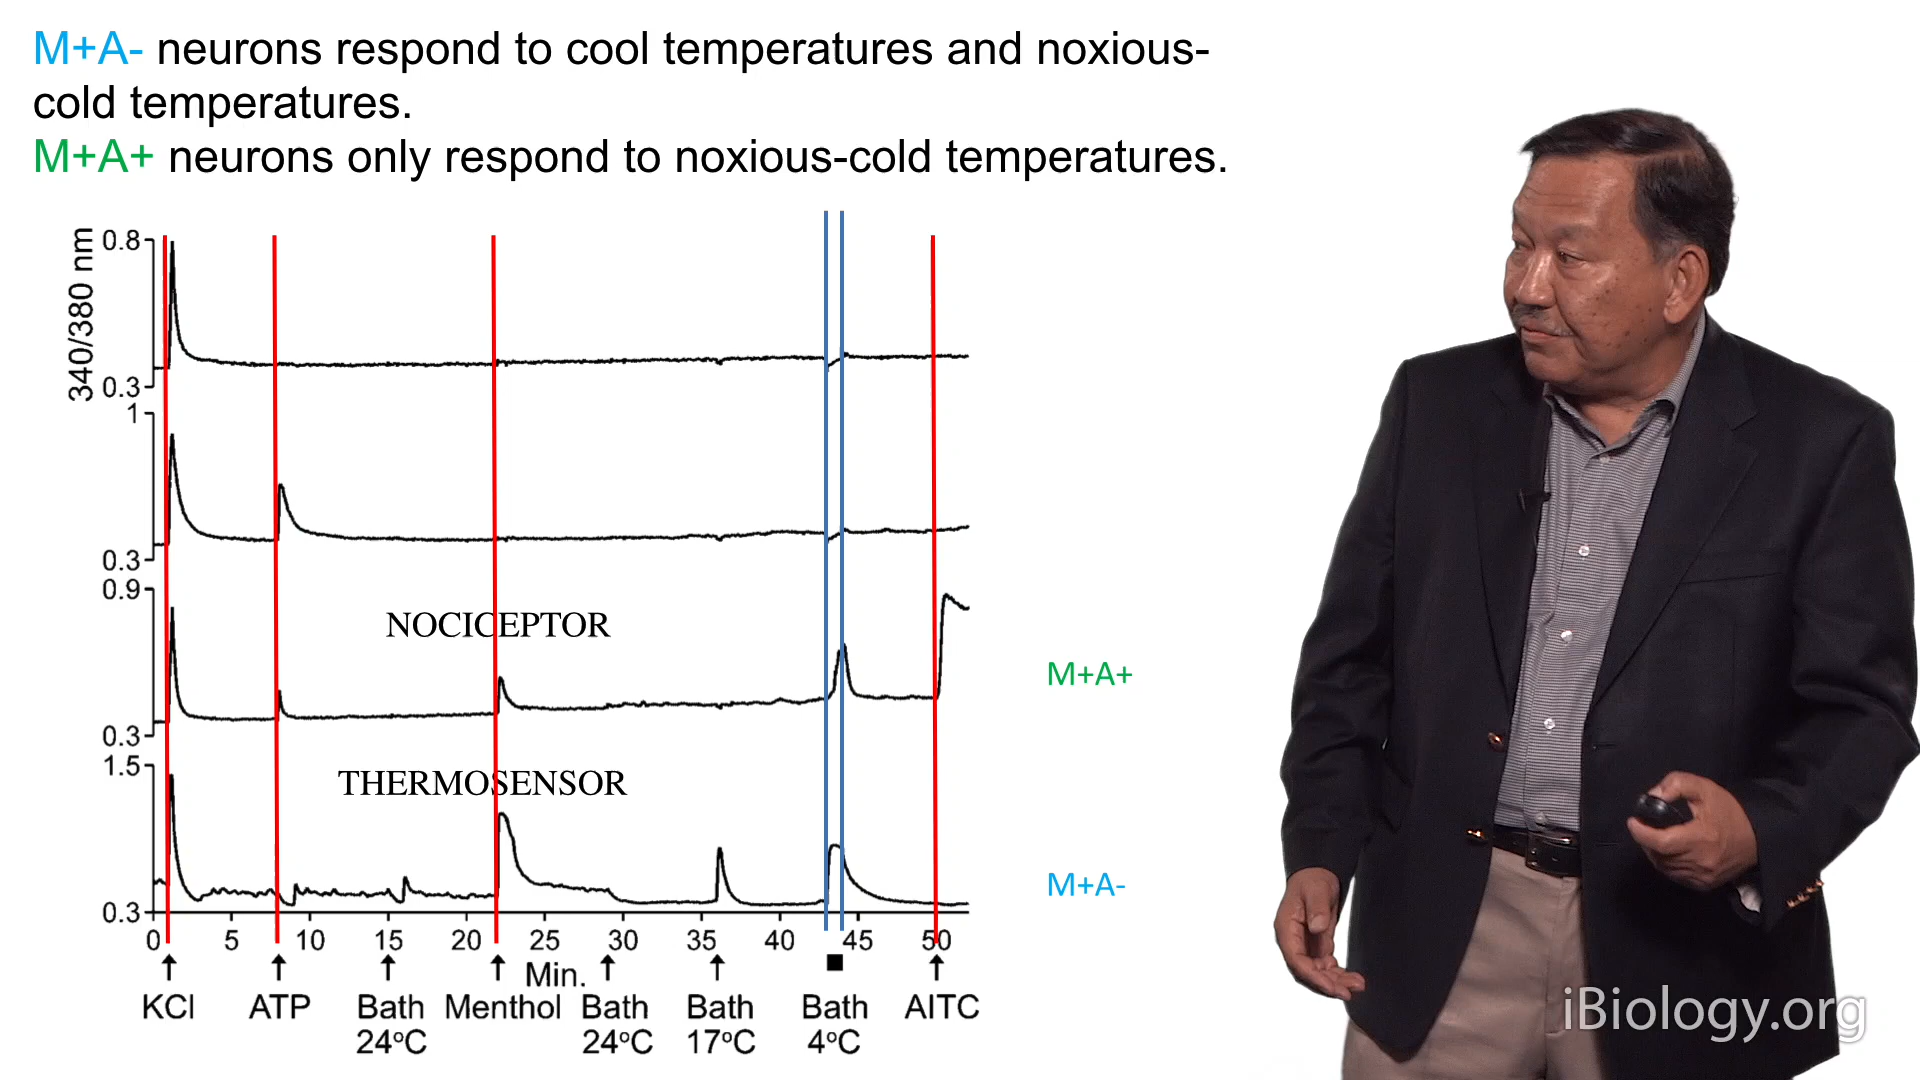 M+A- neurons respond to cool temperatures and noxious-
cold temperatures.
M+A+ neurons only respond to noxious-cold temperatures.
340/380 nm
0.8
0.3
1
0.3
0.9
NOCICEPTOR
M+A+
0.3
1.5
THERMOSENSOR
M+A-
0.3
0 5 10 15 20 25 30 35 40 45 50
Min.
KCl ATP Bath Menthol Bath Bath Bath AITC
24°C 24°C 17°C 4°C
iBiology.org